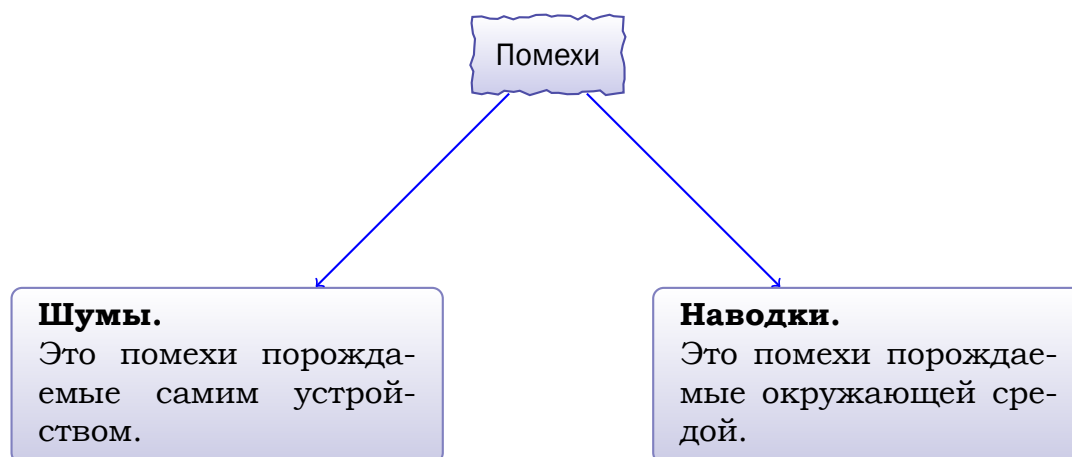 Помехи
Шумы.
Это помехи порожда-
емые самим устрой-
ством.
Наводки.
Это помехи порождае-
мые окружающей сре-
дой.